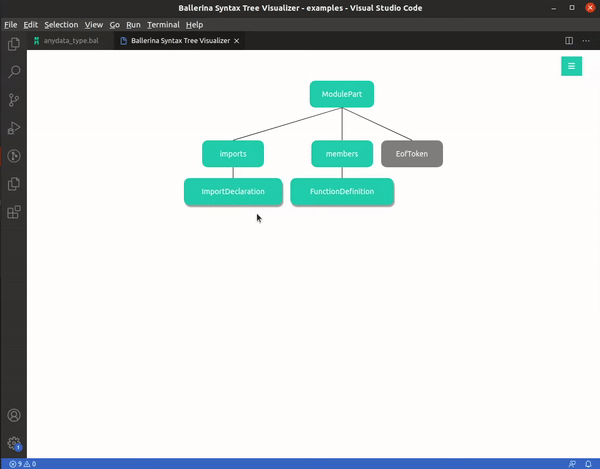 Ballerina Syntax Tree Visualizer - examples - Visual Studio Code
File Edit Selection View Go Run Terminal Help
anydata_type.bal Ballerina Syntax Tree Visualizer
ModulePart
imports members EofToken
ImportDeclaration FunctionDefinition
1
9 0